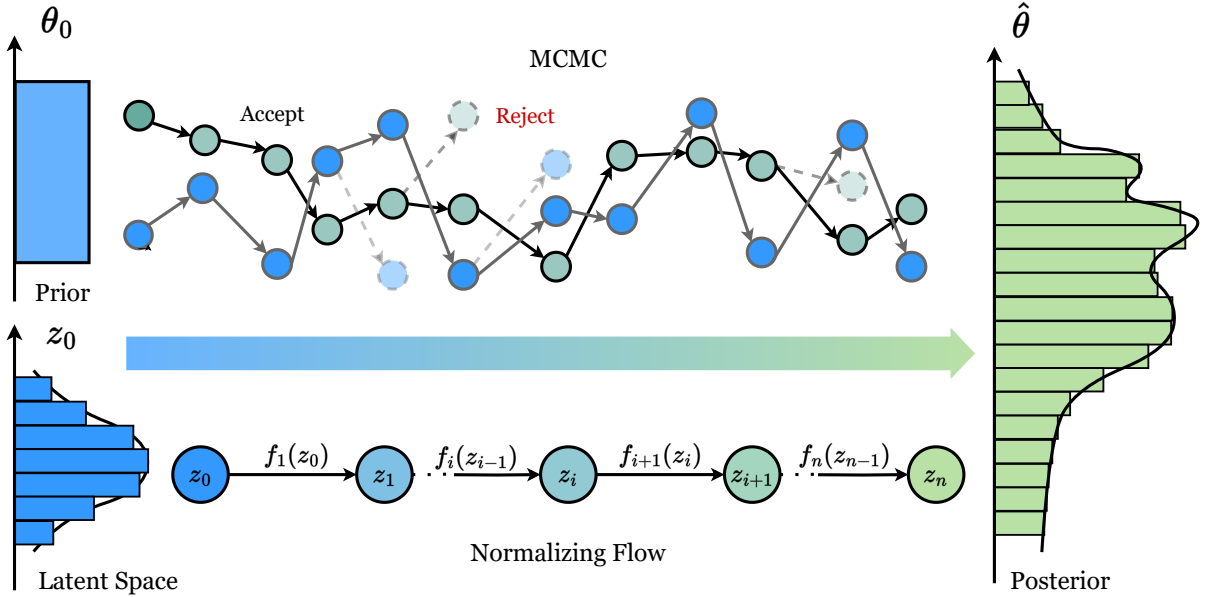 θ₀
MCMC
θ̂
Accept
Reject
Prior
z₀
f₁(z₀)
fᵢ(zᵢ₋₁)
fᵢ₊₁(zᵢ)
fₙ(zₙ₋₁)
z₀
z₁
zᵢ
zᵢ₊₁
zₙ
Normalizing Flow
Latent Space
Posterior